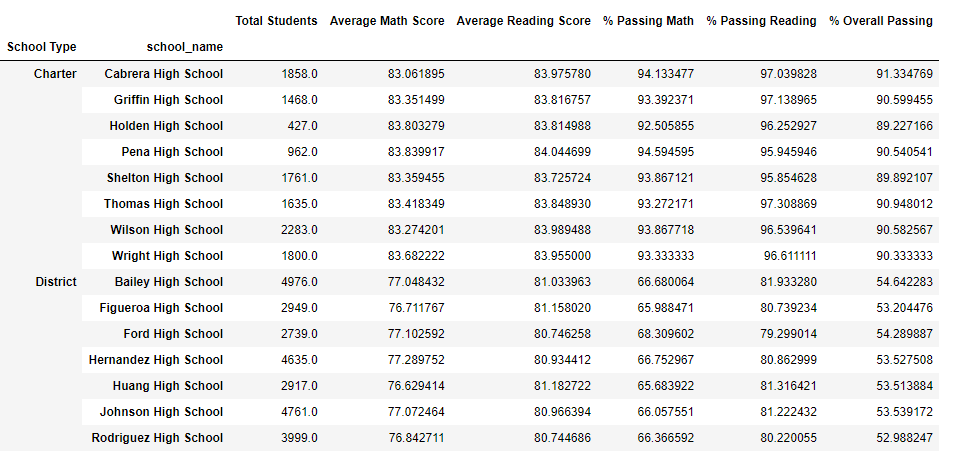 Total Students Average Math Score Average Reading Score % Passing Math % Passing Reading % Overall Passing
School Type school_name
Charter Cabrera High School 1858.0 83.061895 83.975780 94.133477 97.039828 91.334769
Griffin High School 1468.0 83.351499 83.816757 93.392371 97.138965 90.599455
Holden High School 427.0 83.803279 83.814988 92.505855 96.252927 89.227166
Pena High School 962.0 83.839917 84.044699 94.594595 95.945946 90.540541
Shelton High School 1761.0 83.359455 83.725724 93.867121 95.854628 89.892107
Thomas High School 1635.0 83.418349 83.848930 93.272171 97.308869 90.948012
Wilson High School 2283.0 83.274201 83.989488 93.867718 96.539641 90.582567
Wright High School 1800.0 83.682222 83.955000 93.333333 96.611111 90.333333
District Bailey High School 4976.0 77.048432 81.033963 66.680064 81.933280 54.642283
Figueroa High School 2949.0 76.711767 81.158020 65.988471 80.739234 53.204476
Ford High School 2739.0 77.102592 80.746258 68.309602 79.299014 54.289887
Hernandez High School 4635.0 77.289752 80.934412 66.752967 80.862999 53.527508
Huang High School 2917.0 76.629414 81.182722 65.683922 81.316421 53.513884
Johnson High School 4761.0 77.072464 80.966394 66.057551 81.222432 53.539172
Rodriguez High School 3999.0 76.842711 80.744686 66.366592 80.220055 52.988247